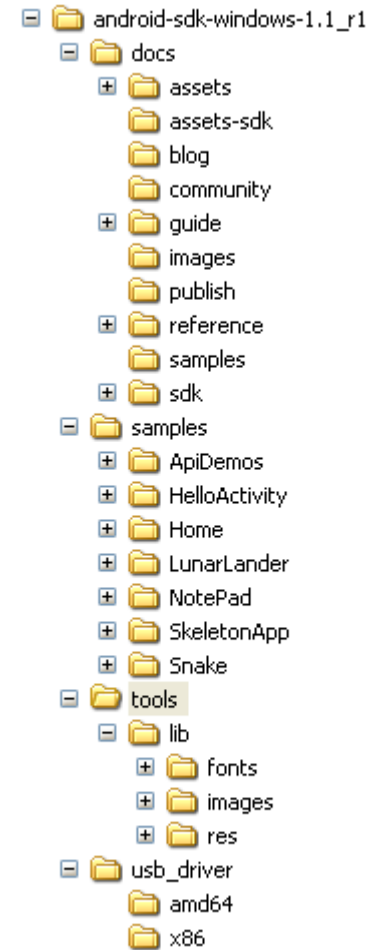 android-sdk-windows-1.1_r1
docs
assets
assets-sdk
blog
community
guide
images
publish
reference
samples
sdk
samples
ApiDemos
HelloActivity
Home
LunarLander
NotePad
SkeletonApp
Snake
tools
lib
fonts
images
res
usb_driver
amd64
x86